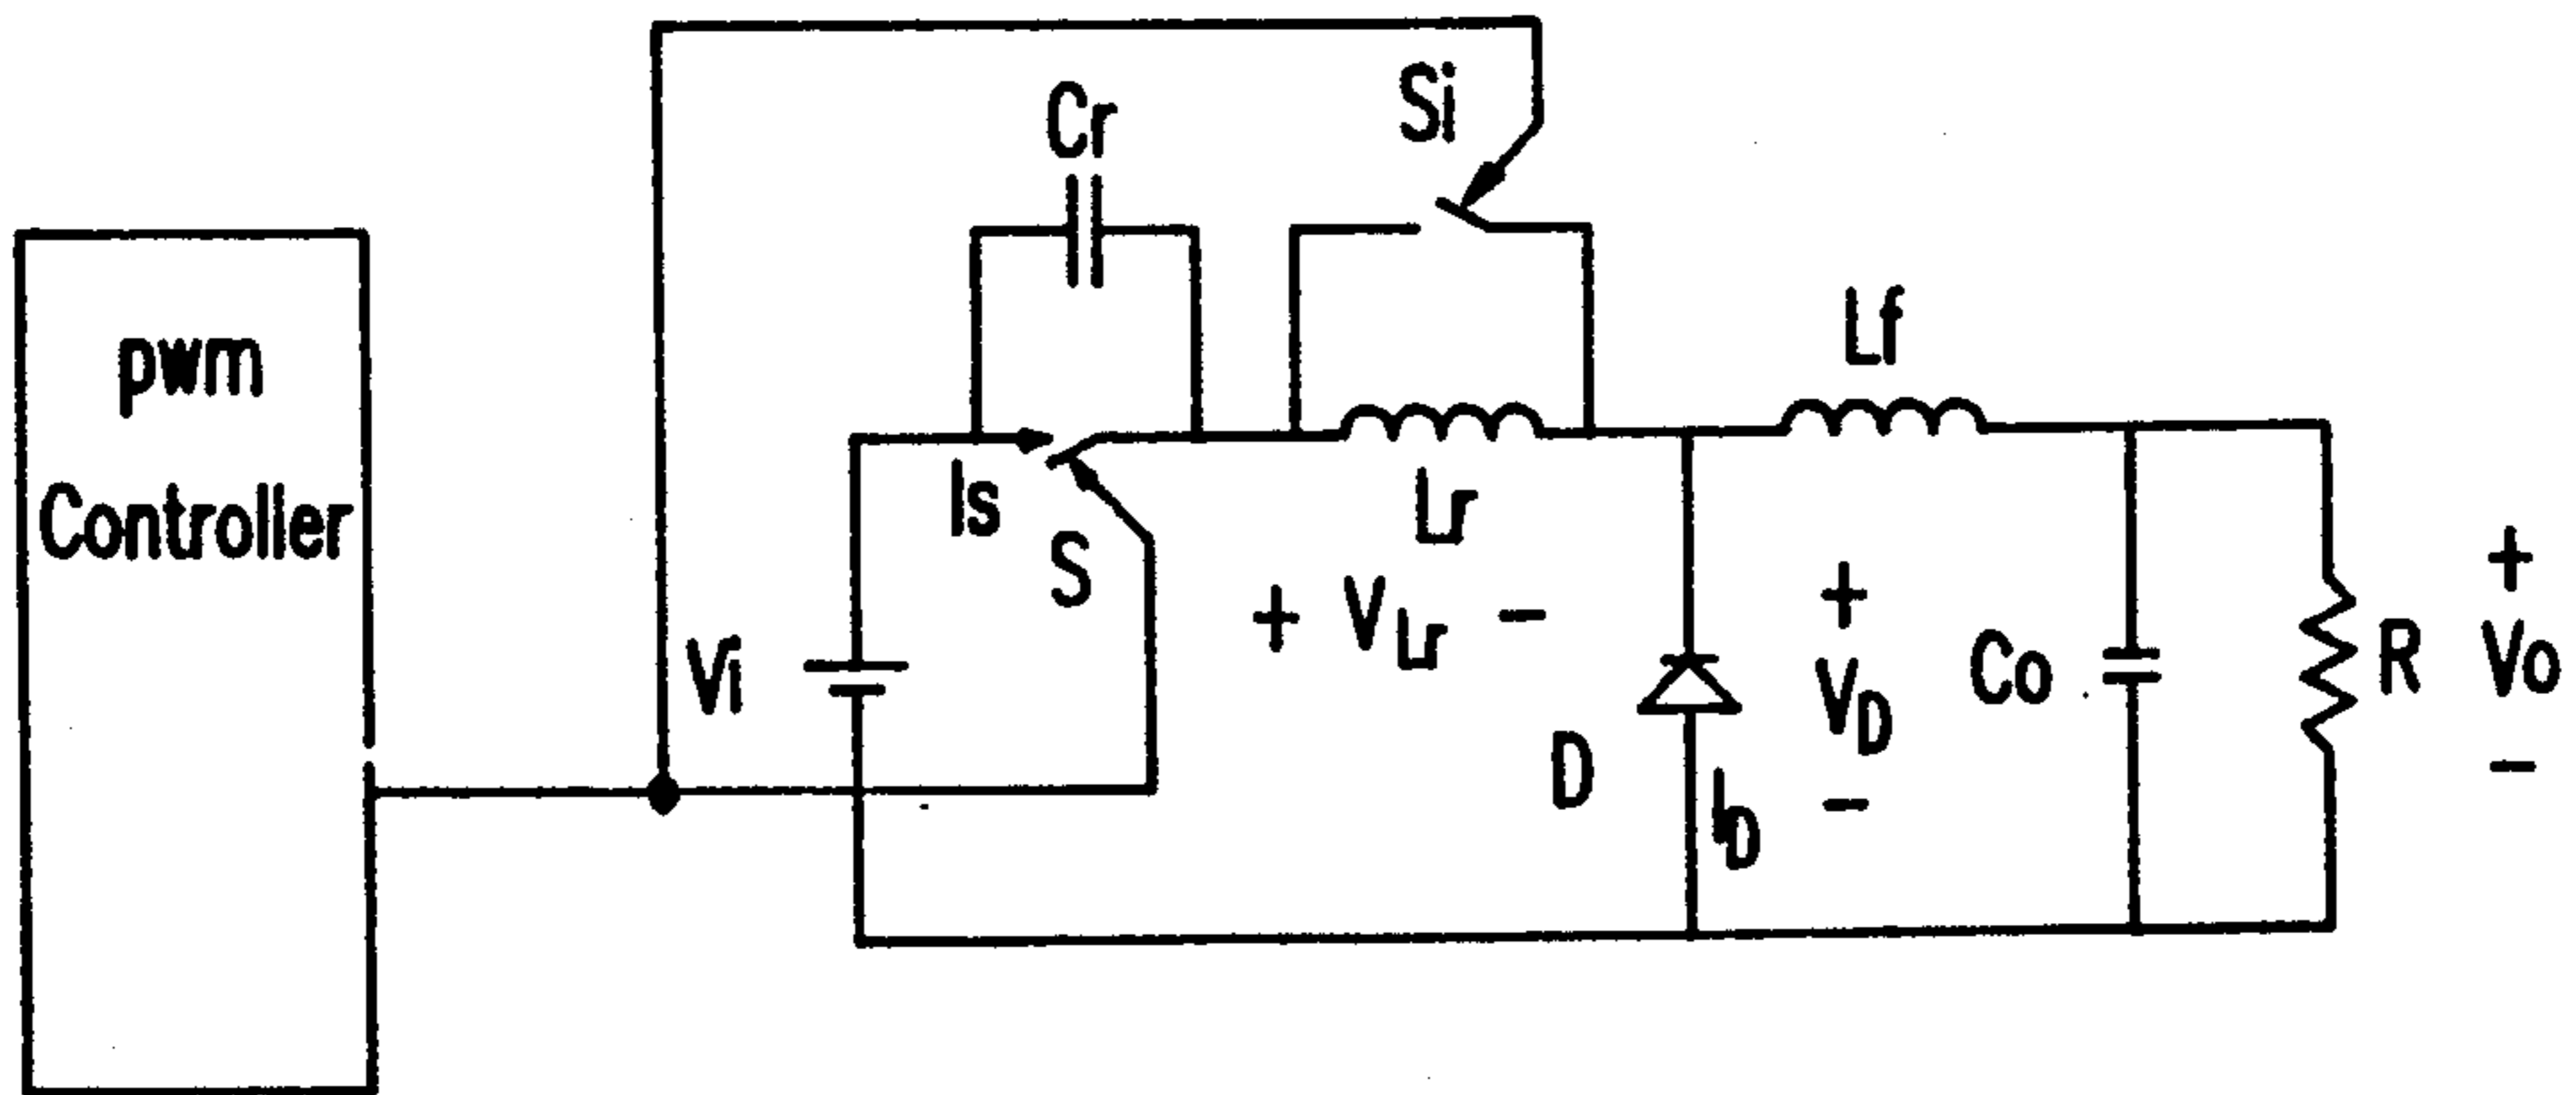 pwm
Controller
Cr
Si
Is
S
Lr
Lf
+ VLr -
Vi
D
ID
+
VD
-
Co
R
+
Vo
-